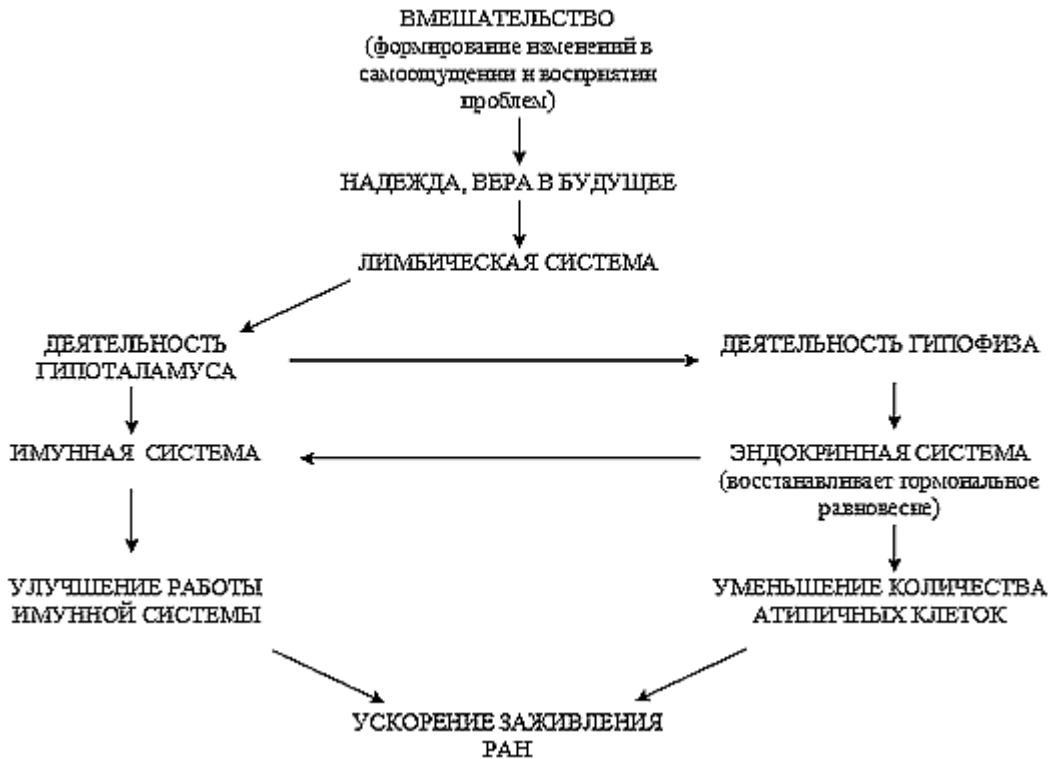 ВМЕШАТЕЛЬСТВО
(формирование изменений в
самоощущении и восприятии
проблем)
НАДЕЖДА, ВЕРА В БУДУЩЕЕ
ЛИМБИЧЕСКАЯ СИСТЕМА
ДЕЯТЕЛЬНОСТЬ
ГИПОТАЛАМУСА
ДЕЯТЕЛЬНОСТЬ ГИПОФИЗА
ИМУННАЯ СИСТЕМА
ЭНДОКРИННАЯ СИСТЕМА
(восстанавливает гормональное
равновесие)
УЛУЧШЕНИЕ РАБОТЫ
ИМУННОЙ СИСТЕМЫ
УМЕНЬШЕНИЕ КОЛИЧЕСТВА
АТИПИЧНЫХ КЛЕТОК
УСКОРЕНИЕ ЗАЖИВЛЕНИЯ
РАН